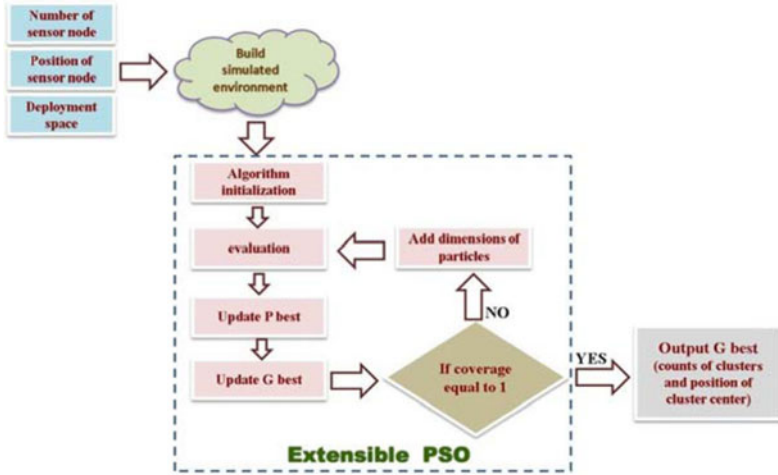 Number of
sensor node
Position of
sensor node
Deployment
space
Build
simulated
environment
Algorithm
initialization
evaluation
Add dimensions of
particles
Update P best
NO
Update G best
If coverage
equal to 1
YES
Output G best
(counts of clusters
and position of
cluster center)
Extensible PSO